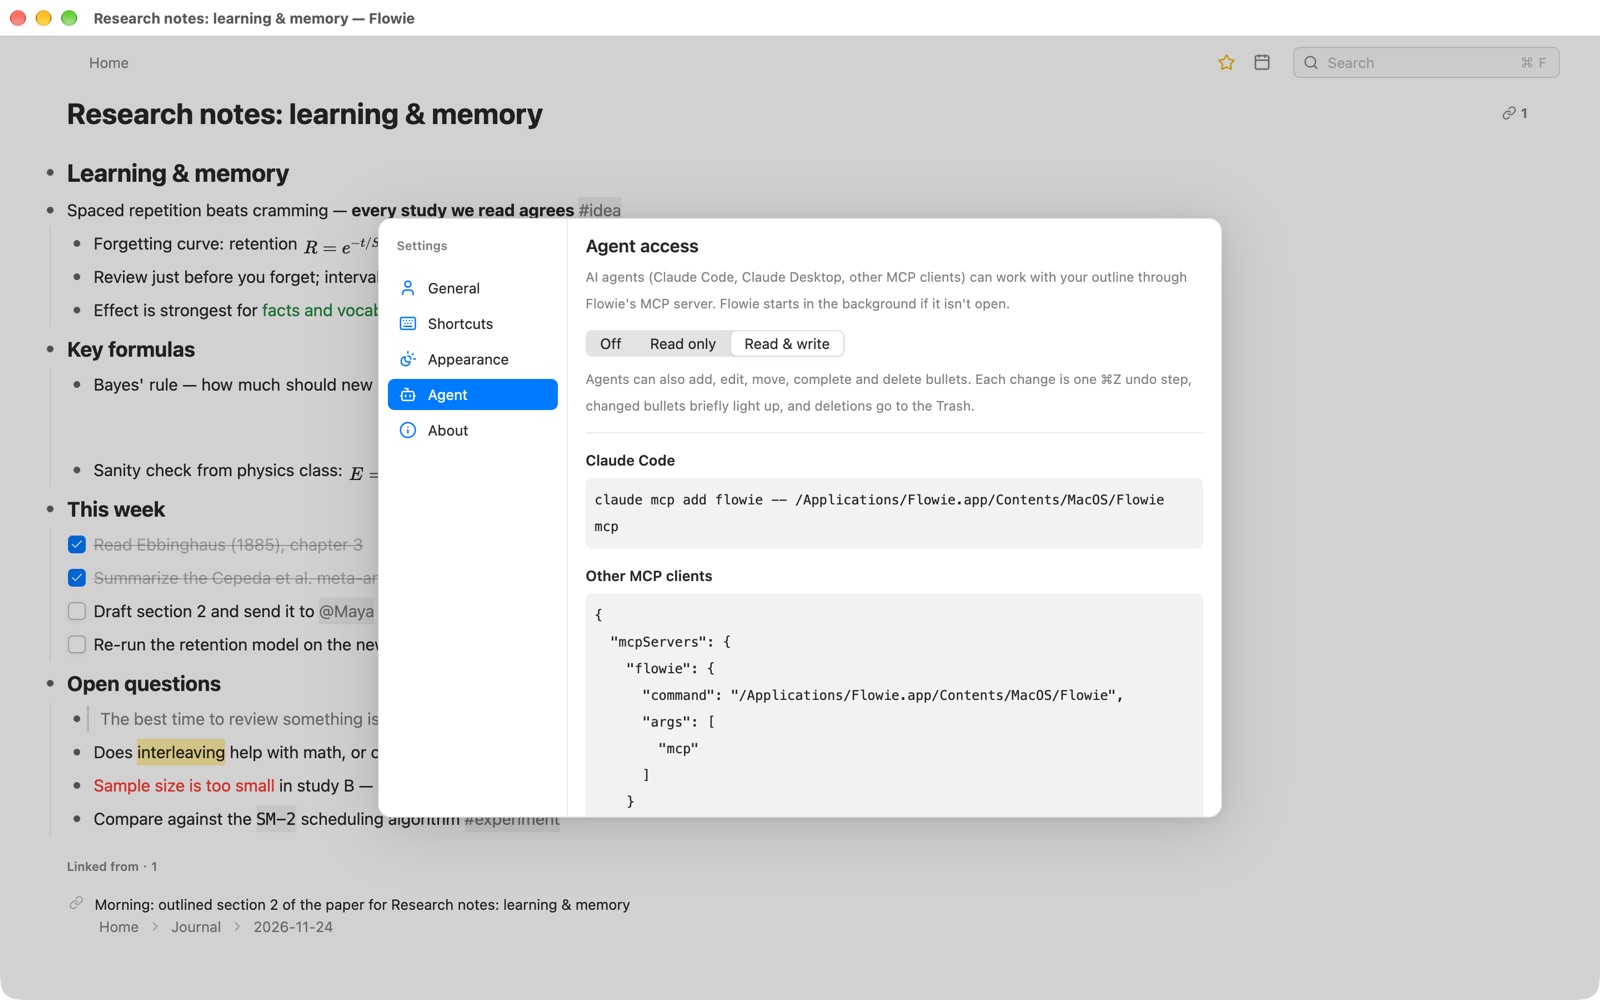 Research notes: learning & memory — Flowie
Home
Search
⌘ F
Research notes: learning & memory
1
Learning & memory
Spaced repetition beats cramming — every study we read agrees #idea
Forgetting curve: retention R = e^{-t/S
Review just before you forget;
Effect is strongest for facts and
Key formulas
Bayes' rule — how much should new
Sanity check from physics class: E =
This week
Read Ebbinghaus (1885), chapter 3
Summarize the Cepeda et al.
Draft section 2 and send it to @Maya
Re-run the retention model on the
Open questions
The best time to review something is
Does interleaving help with math, or
Sample size is too small in study B —
Compare against the SM-2 scheduling algorithm #experiment
Linked from · 1
Morning: outlined section 2 of the paper for Research notes: learning & memory
Home > Journal > 2026-11-24
Settings
General
Shortcuts
Appearance
Agent
About
Agent access
AI agents (Claude Code, Claude Desktop, other MCP clients) can work with your outline through
Flowie's MCP server. Flowie starts in the background if it isn't open.
Off
Read only
Read & write
Agents can also add, edit, move, complete and delete bullets. Each change is one ⌘Z undo step,
changed bullets briefly light up, and deletions go to the Trash.
Claude Code
claude mcp add flowie -- /Applications/Flowie.app/Contents/MacOS/Flowie
mcp
Other MCP clients
{
"mcpServers": {
"flowie": {
"command": "/Applications/Flowie.app/Contents/MacOS/Flowie",
"args": [
"mcp"
]
}